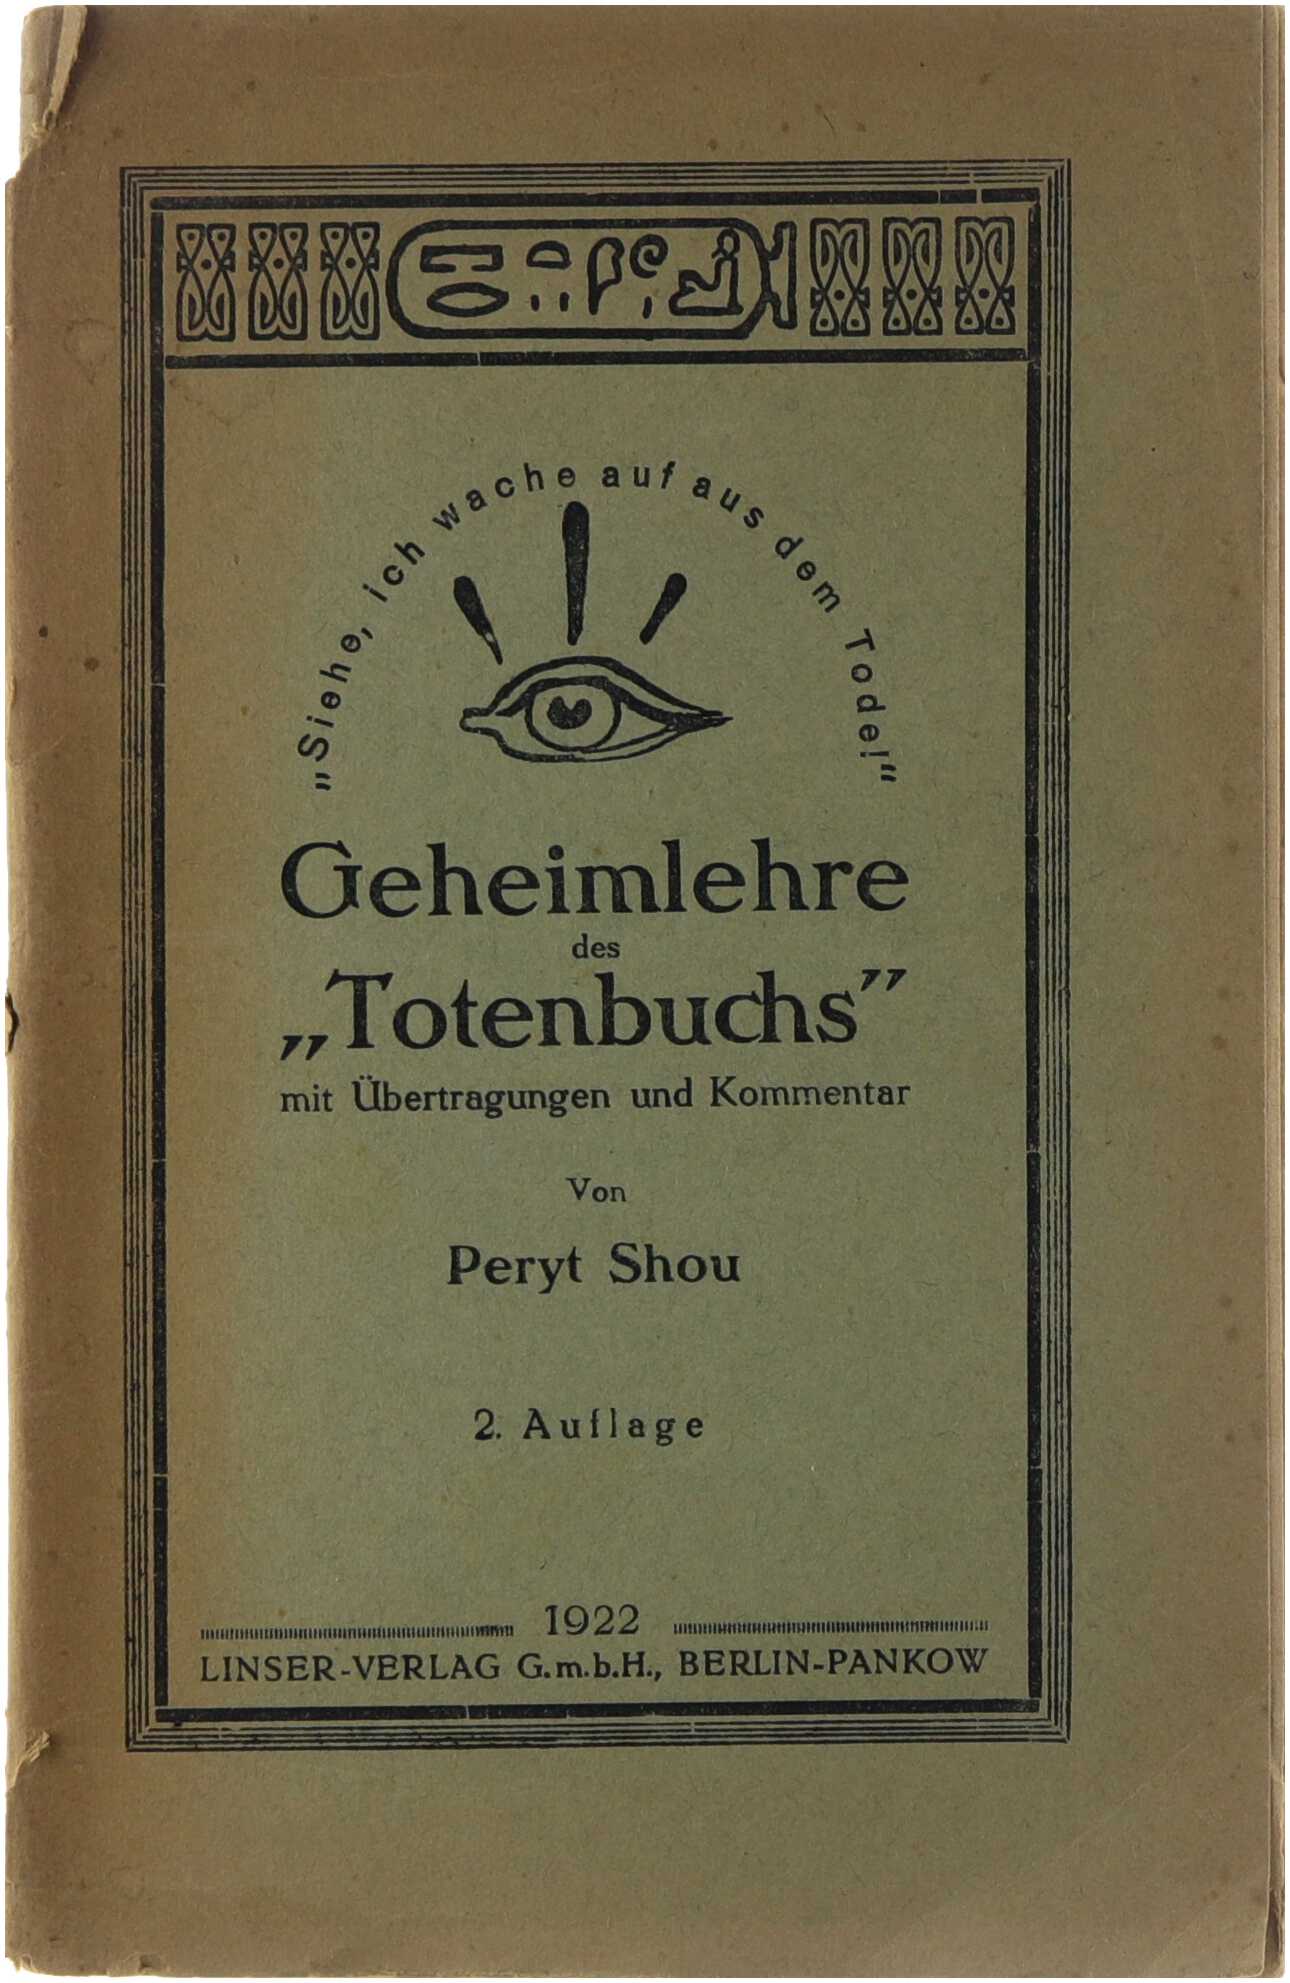 „Siehe, ich wache auf aus dem Tode!“
Geheimlehre
des
„Totenbuchs”
mit Übertragungen und Kommentar
Von
Peryt Shou
2. Auflage
1922
LINSER-VERLAG G.m.b.H., BERLIN-PANKOW